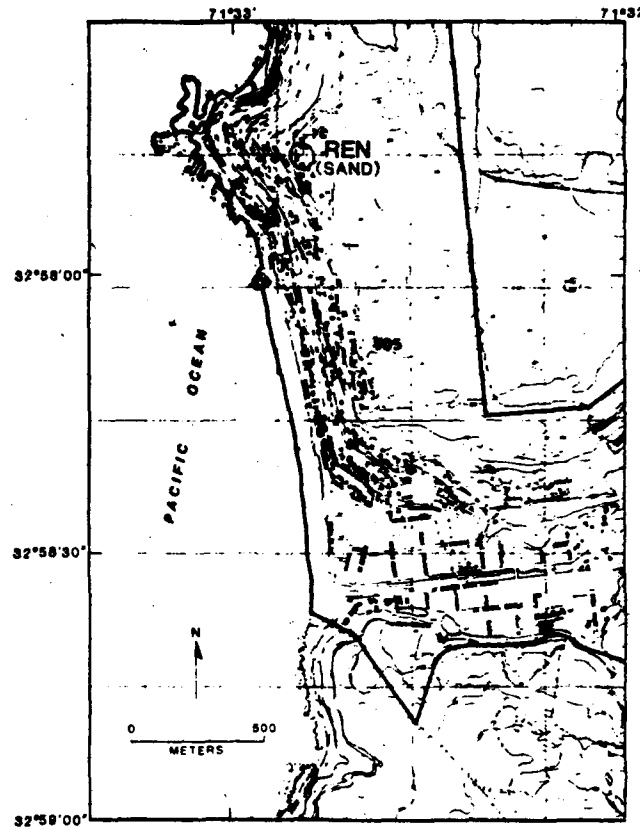 71°33'
71°32
REN
(SAND)
32°58'00"
PACIFIC OCEAN
32°58'30"
N
0 500
METERS
32°59'00"